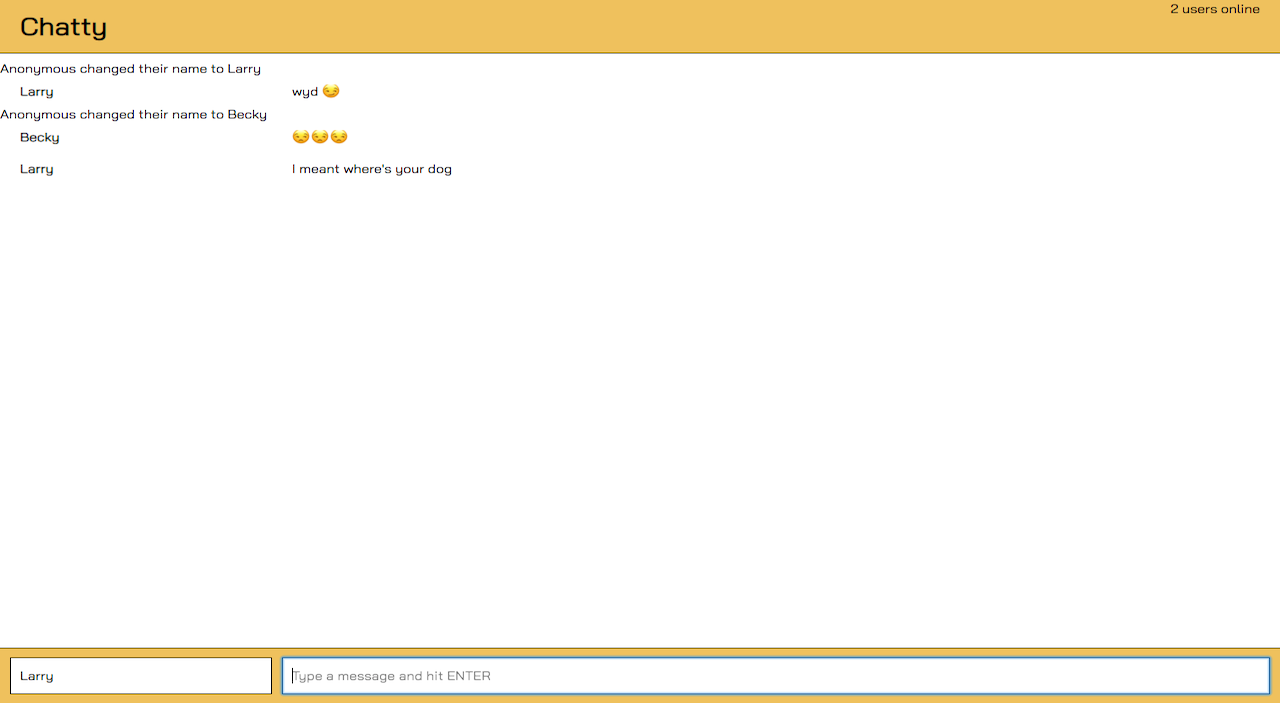 Chatty
2 users online
Anonymous changed their name to Larry
Larry wyd 😏
Anonymous changed their name to Becky
Becky 😒😒😒
Larry I meant where's your dog
Larry Type a message and hit ENTER